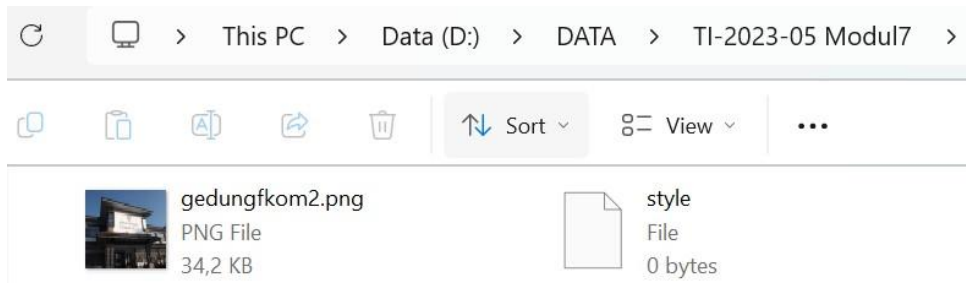 This PC > Data (D:) > DATA > TI-2023-05 Modul7 >
Sort View
gedungfkom2.png
PNG File
34,2 KB
style
File
0 bytes